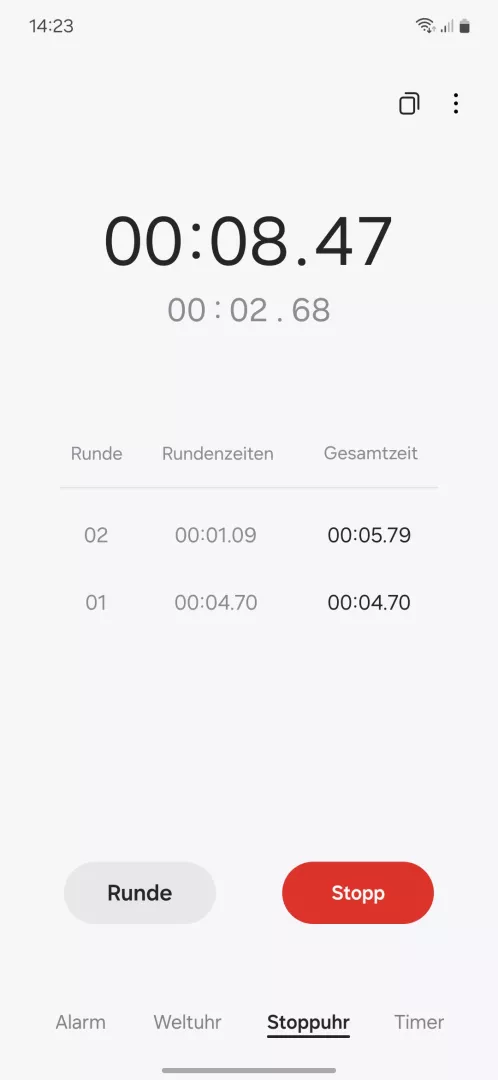 14:23
00:08.47
00:02.68
Runde Rundenzeiten Gesamtzeit
02 00:01.09 00:05.79
01 00:04.70 00:04.70
Runde Stopp
Alarm Weltuhr Stoppuhr Timer